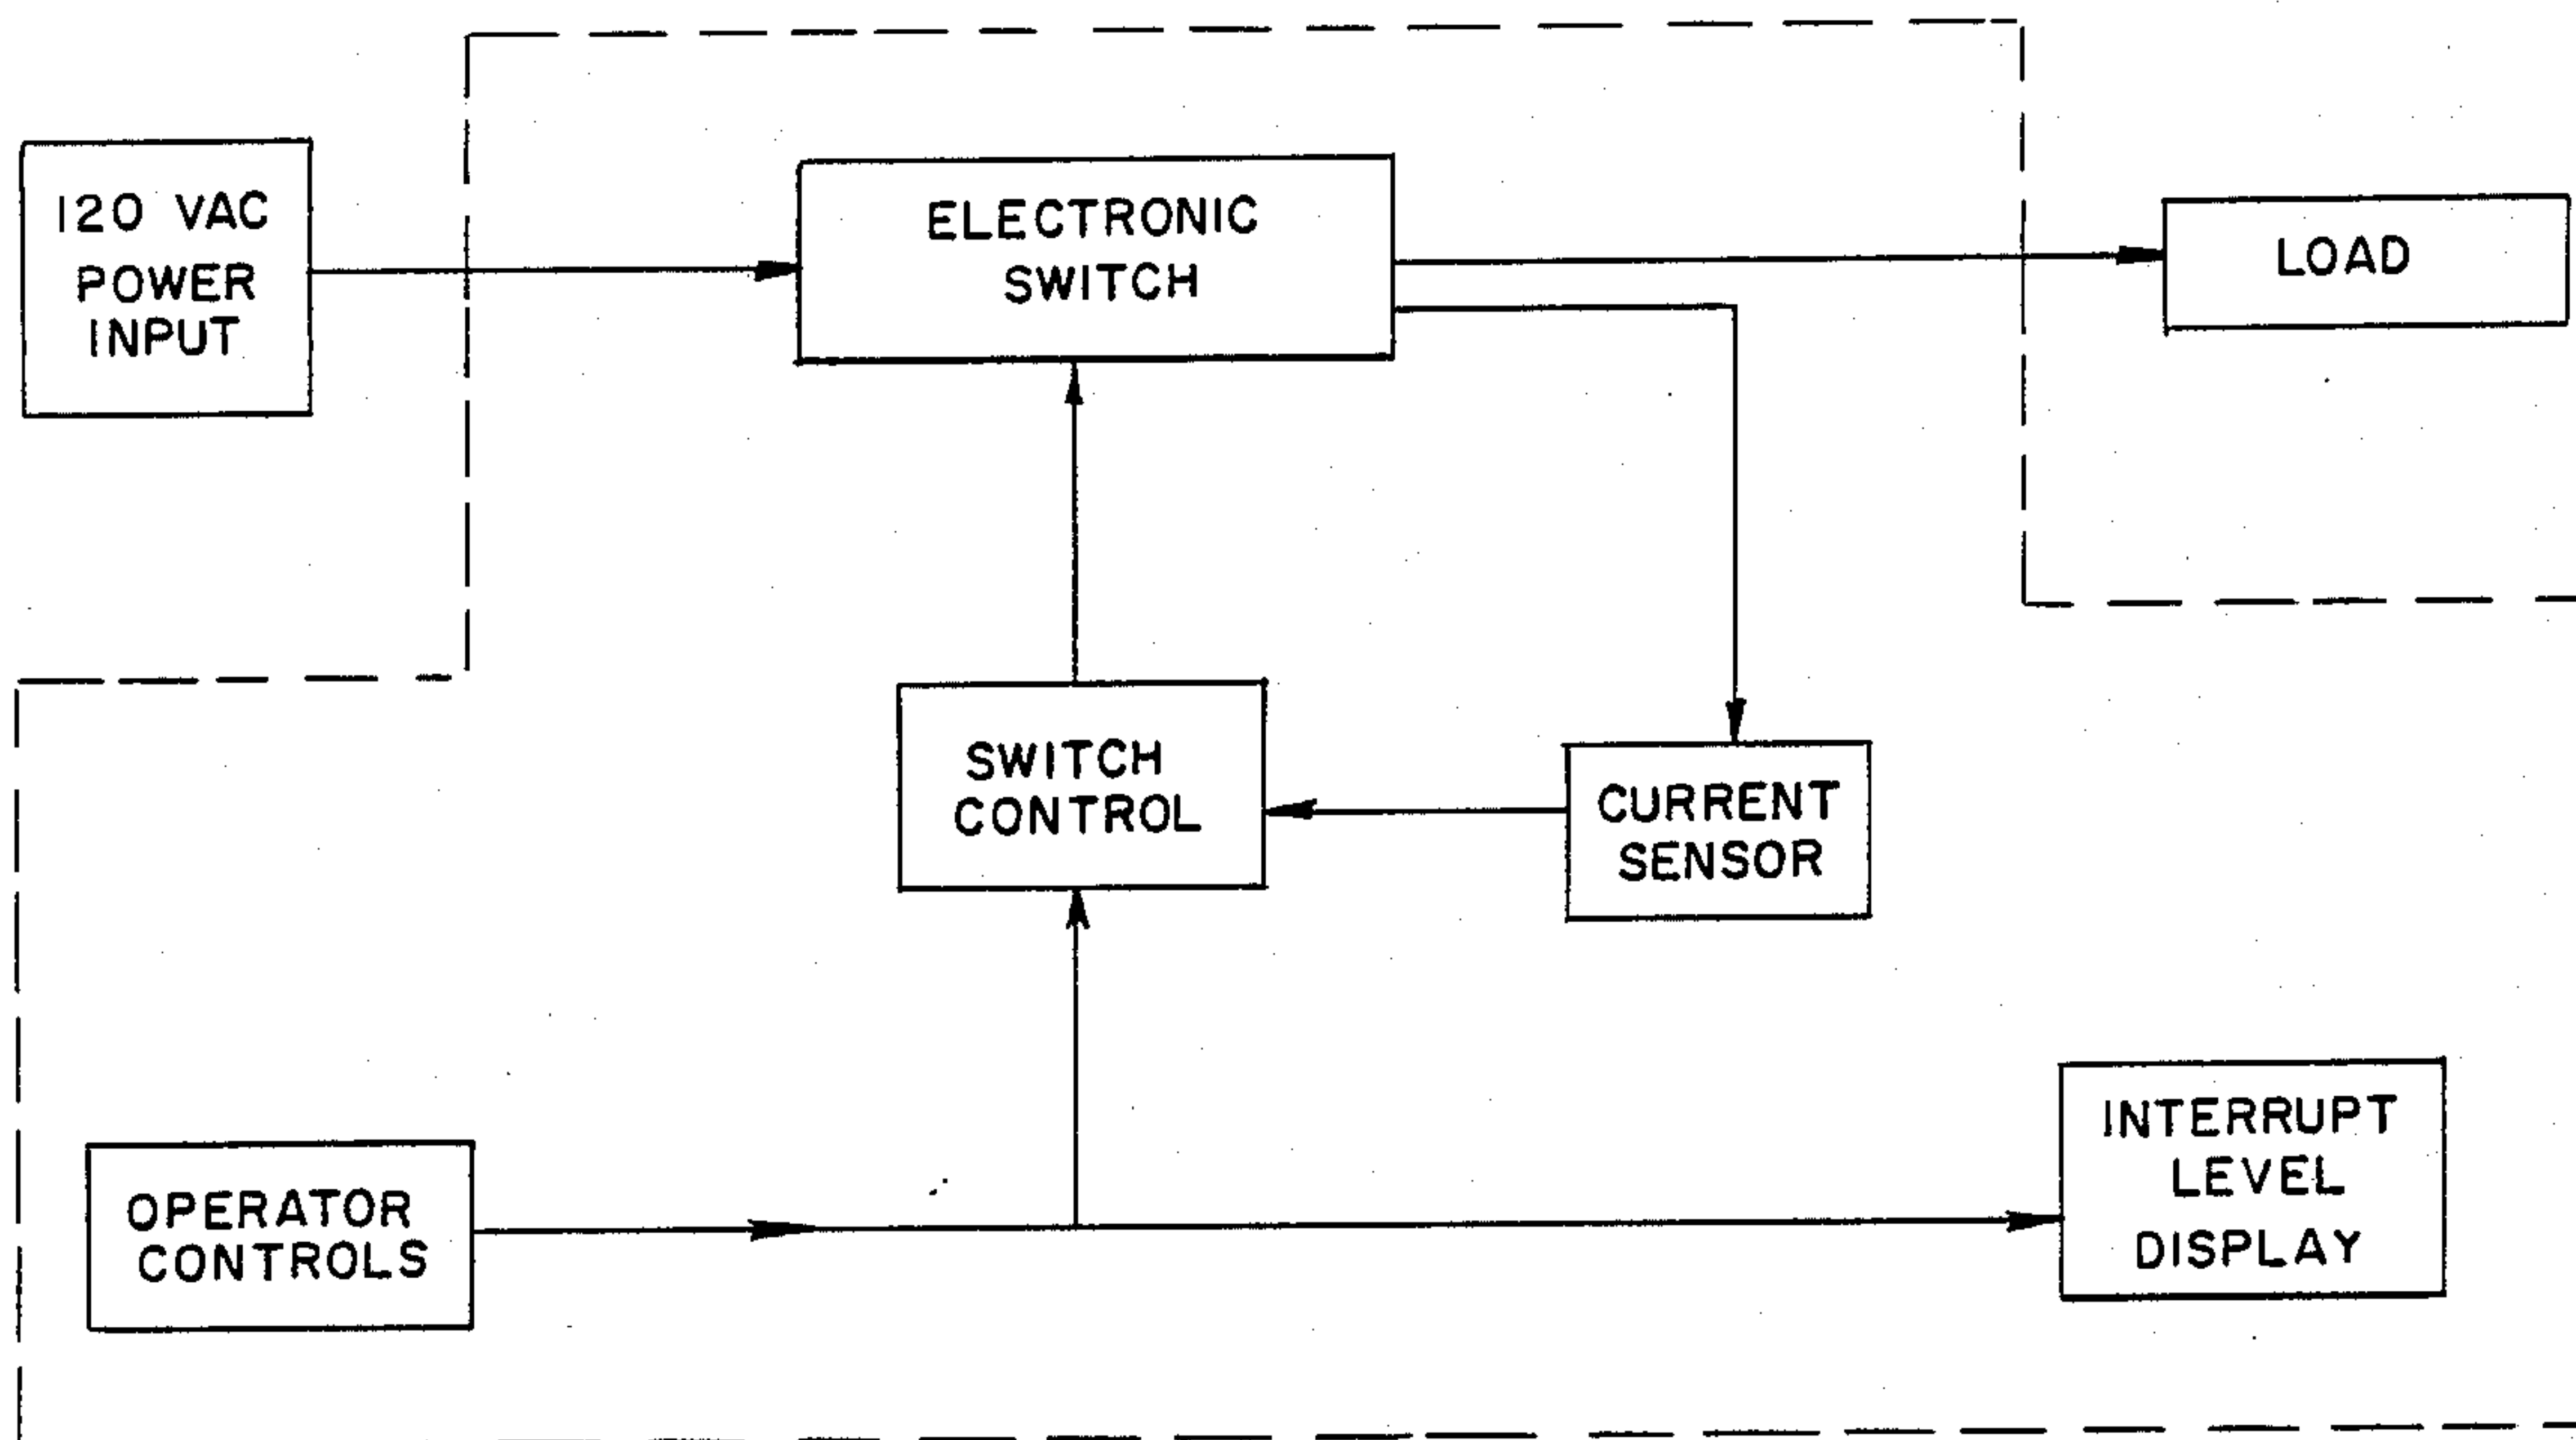 120 VAC
POWER
INPUT
ELECTRONIC
SWITCH
LOAD
SWITCH
CONTROL
CURRENT
SENSOR
OPERATOR
CONTROLS
INTERRUPT
LEVEL
DISPLAY